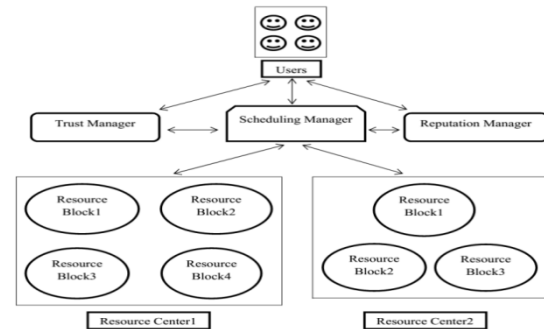 Users
Trust Manager
Scheduling Manager
Reputation Manager
Resource
Block1
Resource
Block2
Resource
Block3
Resource
Block4
Resource Center1
Resource
Block1
Resource
Block2
Resource
Block3
Resource Center2